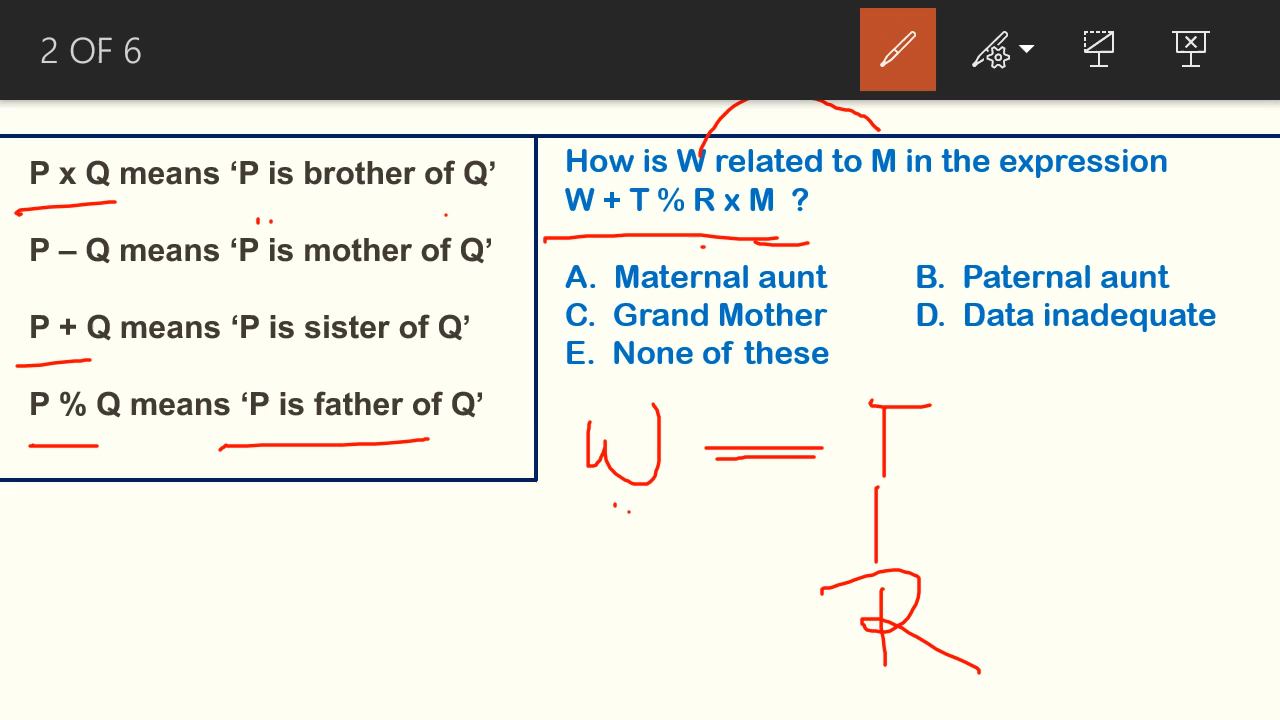 2 OF 6
P x Q means ‘P is brother of Q’
P – Q means ‘P is mother of Q’
P + Q means ‘P is sister of Q’
P % Q means ‘P is father of Q’
How is W related to M in the expression
W + T % R x M ?
A. Maternal aunt B. Paternal aunt
C. Grand Mother D. Data inadequate
E. None of these
W = T
R